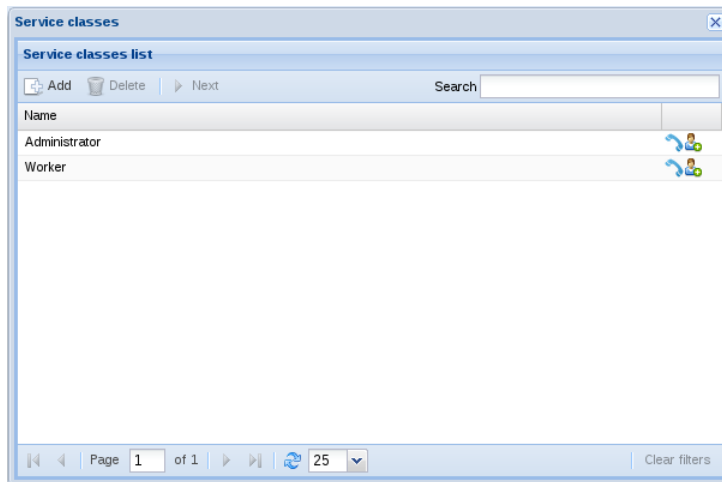 Service classes
Service classes list
Add Delete Next Search
Name
Administrator
Worker
Page 1 of 1 25 Clear filters